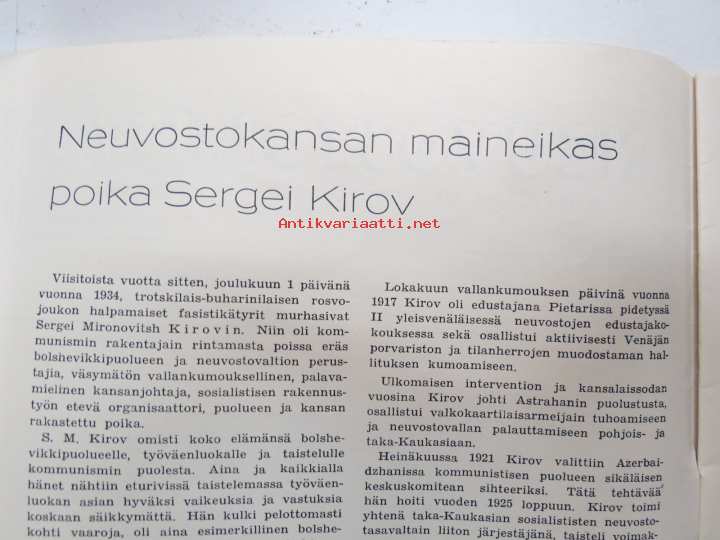 Neuvostokansan maineikas
poika Sergei Kirov
Antikvariaatti.net
Viisitoista vuotta sitten, joulukuun 1 päivänä
vuonna 1934, trotskilais-buharinilaisen rosvo-
joukon halpamaiset fasistikätyrit murhasivat
Sergei Mironovitsh Kirovin. Niin oli kom-
munismin rakentajain rintamasta poissa eräs
bolshevikkipuolueen ja neuvostovaltion perus-
tajia, väsymätön vallankumouksellinen, palava-
mielinen kansanjohtaja, sosialistisen rakennus-
työn etevä organisaattori, puolueen ja kansan
rakastettu poika.
S. M. Kirov omisti koko elämänsä bolshe-
vikkipuolueelle, työväenluokalle ja taistelulle
kommunismin puolesta. Aina ja kaikkialla
hänet nähtiin eturivissä taistelemassa työväen-
luokan asian hyväksi vaikeuksia ja vastuksia
koskaan säikkymättä. Hän kulki pelottomasti
kohti vaaroja, oli aina esimerkillinen bolshe-
Lokakuun vallankumouksen päivinä vuonna
1917 Kirov oli edustajana Pietarissa pidetyssä
II yleisvenäläisessä neuvostojen edustajako-
kouksessa sekä osallistui aktiivisesti Venäjän
porvariston ja tilanherrojen muodostaman hal-
lituksen kumoamiseen.
Ulkomaisen intervention ja kansalaissodan
vuosina Kirov johti Astrahanin puolustusta,
osallistui valkokaartilaisarmeijain tuhoamiseen
ja neuvostovallan palauttamiseen pohjois- ja
taka-Kaukasiaan.
Heinäkuussa 1921 Kirov valittiin Azerbai-
dzhanissa kommunistisen puolueen sikäläisen
keskuskomitean sihteeriksi. Tätä tehtävää
hän hoiti vuoden 1925 loppuun. Kirov toimi
yhtenä taka-Kaukasian sosialististen neuvosto-
tasavaltain liiton järjestäjänä, taisteli voimak-